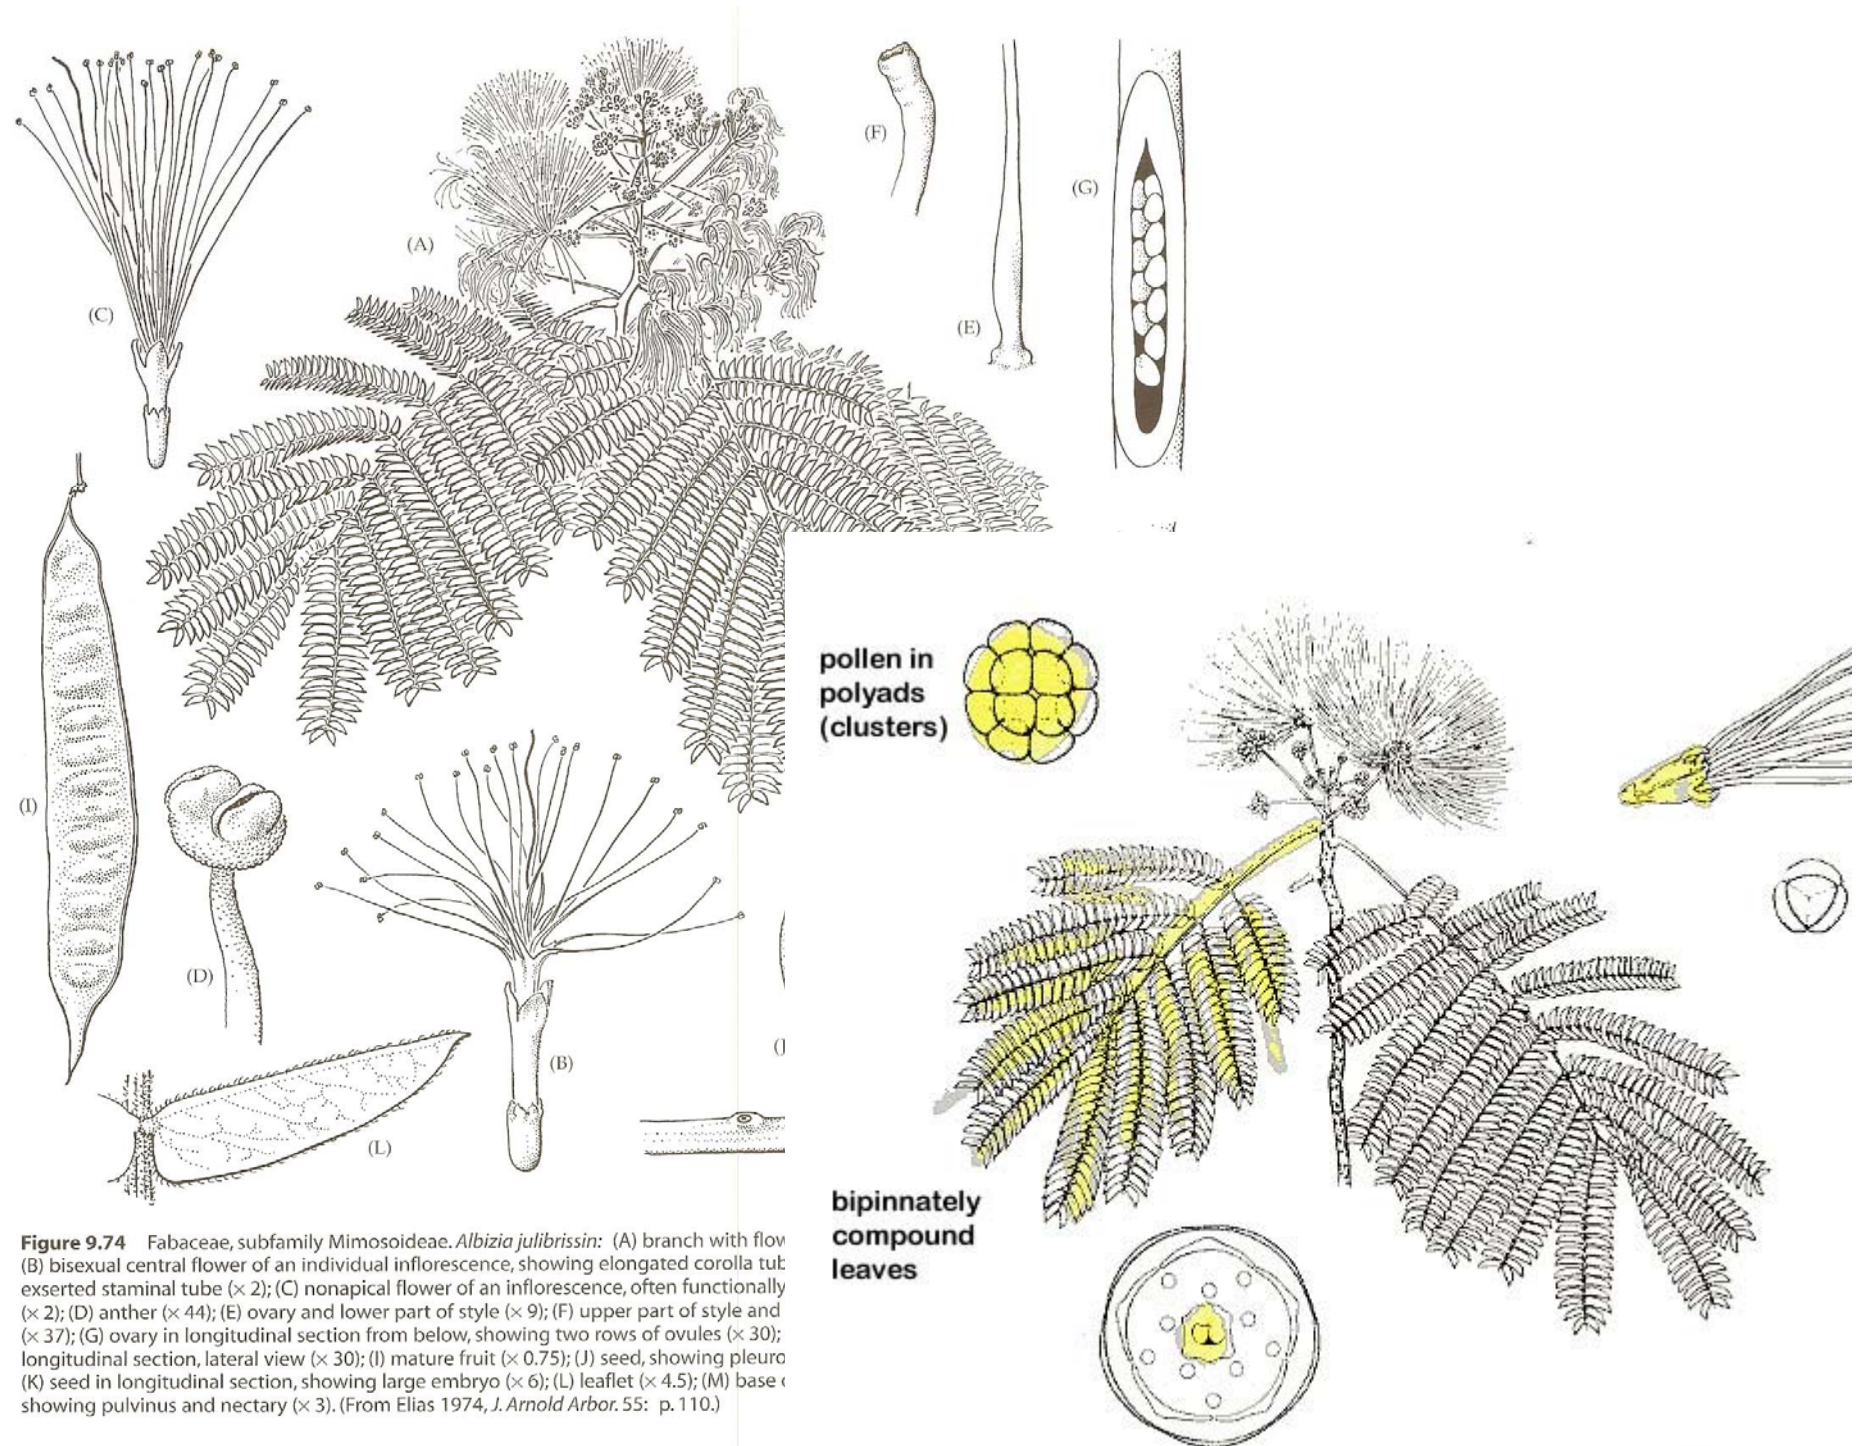 (A)
(C)
(F)
(G)
(E)
(I)
(D)
(B)
(L)
pollen in
polyads
(clusters)
bipinnately
compound
leaves
Figure 9.74 Fabaceae, subfamily Mimosoideae. Albizia julibrissin: (A) branch with
(B) bisexual central flower of an individual inflorescence, showing elongated corolla
exserted staminal tube (× 2); (C) nonapical flower of an inflorescence, often functionally
(× 2); (D) anther (× 44); (E) ovary and lower part of style (× 9); (F) upper part of style and
(× 37); (G) ovary in longitudinal section from below, showing two rows of ovules (× 30);
longitudinal section, lateral view (× 30); (I) mature fruit (× 0.75); (J) seed, showing
(K) seed in longitudinal section, showing large embryo (× 6); (L) leaflet (× 4.5); (M) base
showing pulvinus and nectary (× 3). (From Elias 1974, J. Arnold Arbor. 55: p. 110.)